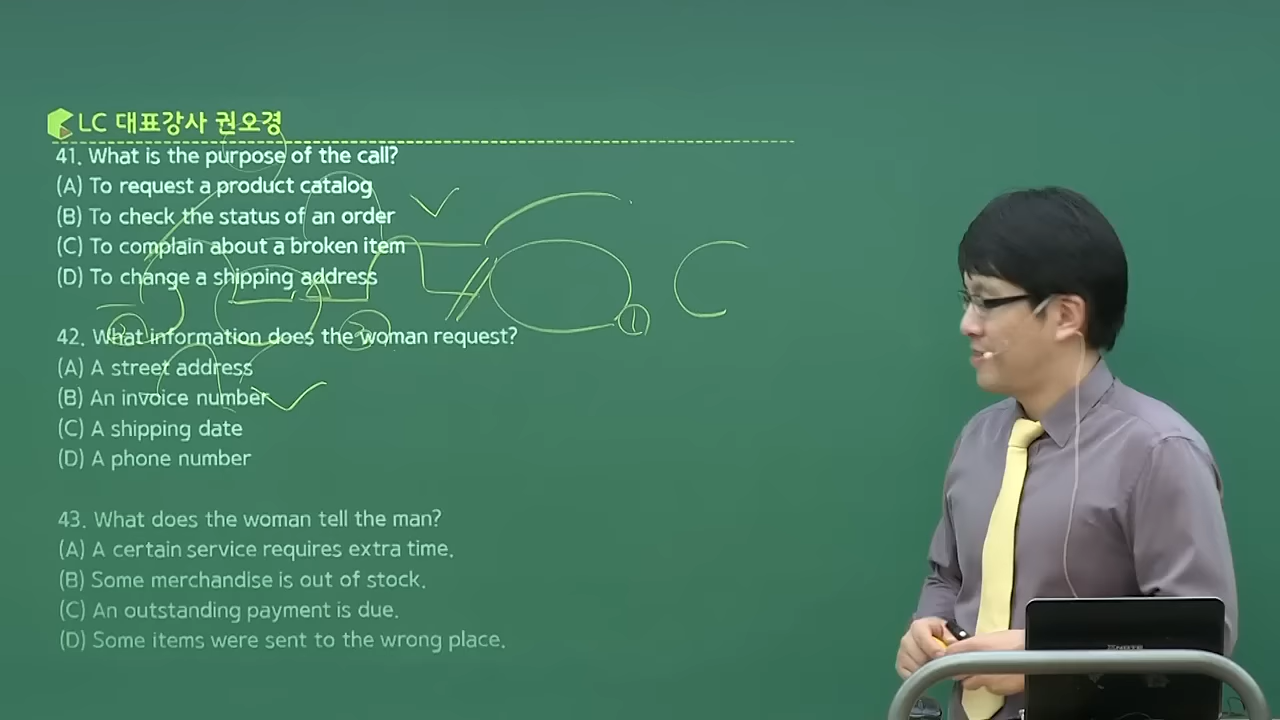 LC 대표강사 권오경
41. What is the purpose of the call?
(A) To request a product catalog
(B) To check the status of an order
(C) To complain about a broken item
(D) To change a shipping address
42. What information does the woman request?
(A) A street address
(B) An invoice number
(C) A shipping date
(D) A phone number
43. What does the woman tell the man?
(A) A certain service requires extra time.
(B) Some merchandise is out of stock.
(C) An outstanding payment is due.
(D) Some items were sent to the wrong place.